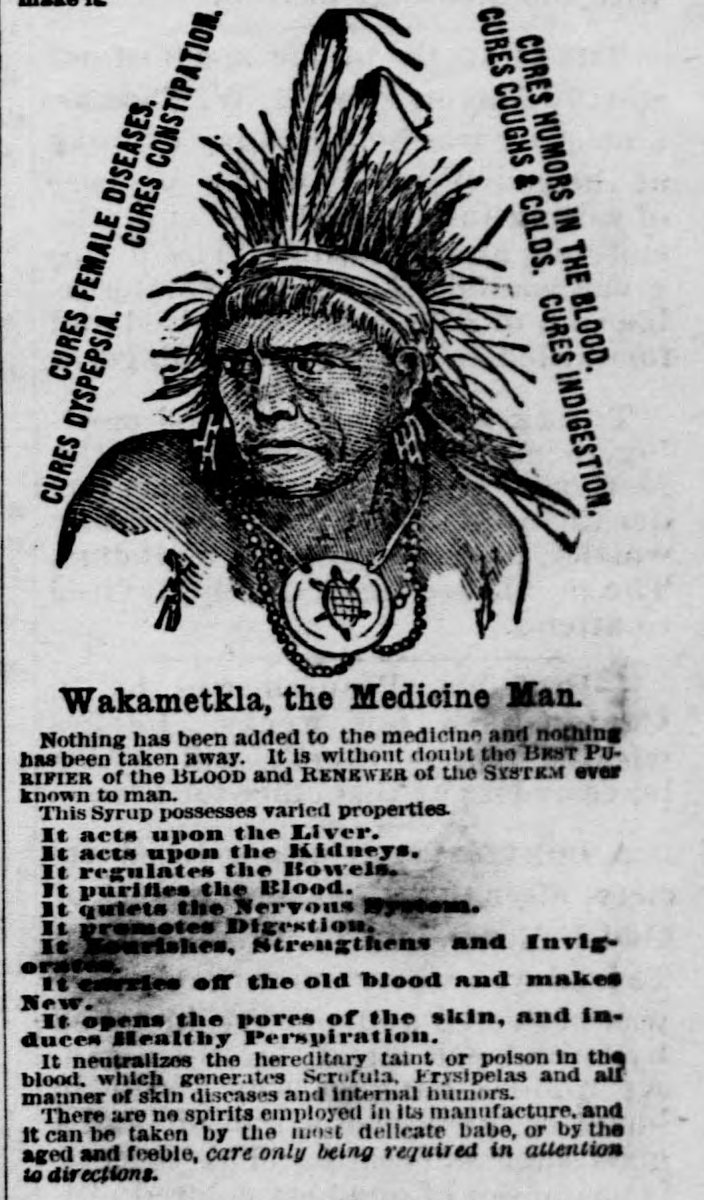 make it.
CURES FEMALE DISEASES.
CURES DYSPEPSIA. CURES CONSTIPATION.
CURES HUMORS IN THE BLOOD.
CURES COUGHS & COLDS. CURES INDIGESTION.
Wakametkla, the Medicine Man.
Nothing has been added to the medicine and nothing
has been taken away. It is without doubt the BEST PU-
RIFIER of the BLOOD and RENEWER of the SYSTEM ever
known to man.
This Syrup possesses varied properties.
It acts upon the Liver.
It acts upon the Kidneys.
It regulates the Bowels.
It purifies the Blood.
It quiets the Nervous System.
It promotes Digestion.
It Nourishes, Strengthens and Invig-
orates.
It carries off the old blood and makes
New.
It opens the pores of the skin, and in-
duces Healthy Perspiration.
It neutralizes the hereditary taint or poison in the
blood, which generates Scrofula, Erysipelas and all
manner of skin diseases and internal humors.
There are no spirits employed in its manufacture, and
it can be taken by the most delicate babe, or by the
aged and feeble, care only being required in attention
to directions.